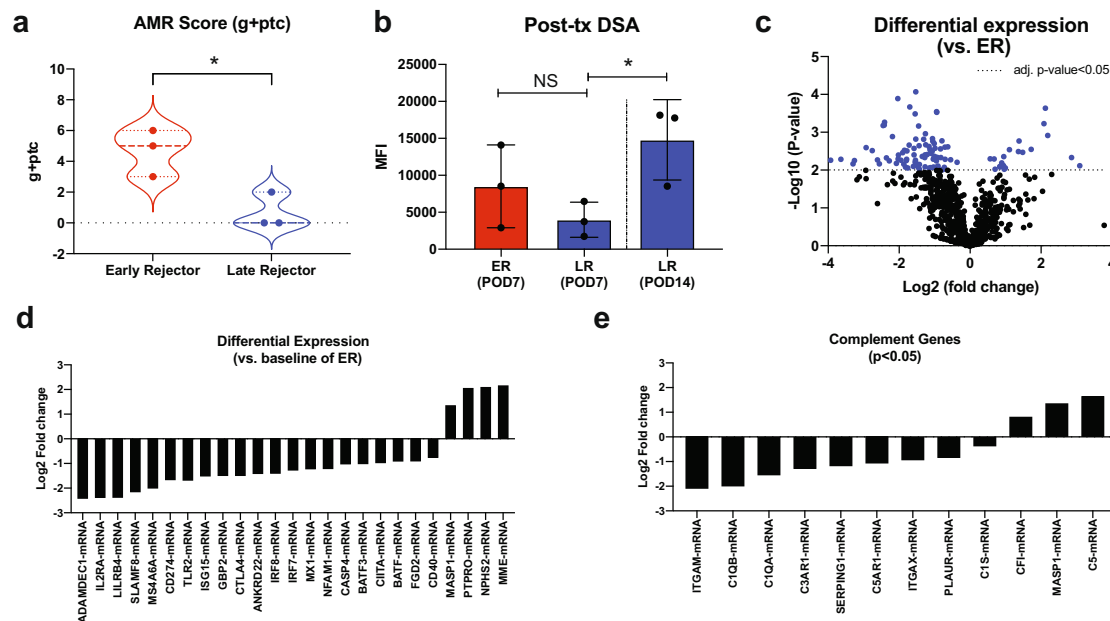 a
AMR Score (g+ptc)
*
g+ptc
8
6
4
2
0
-2
Early Rejector
Late Rejector
b
Post-tx DSA
NS
*
MFI
25000
20000
15000
10000
5000
0
ER
(POD7)
LR
(POD7)
LR
(POD14)
c
Differential expression
(vs. ER)
adj. p-value<0.05
-Log10 (P-value)
5
4
3
2
1
0
-4
-2
0
2
4
Log2 (fold change)
d
Differential Expression
(vs. baseline of ER)
Log2 Fold change
3
2
1
0
-1
-2
-3
ADAMDEC1-mRNA
IL2RA-mRNA
LILRB4-mRNA
SLAMF8-mRNA
MS4A6A-mRNA
CD274-mRNA
TLR2-mRNA
ISG15-mRNA
GBP2-mRNA
CTLA4-mRNA
ANKRD22-mRNA
IRF8-mRNA
IRF7-mRNA
MX1-mRNA
NFAM1-mRNA
CASP4-mRNA
BATF3-mRNA
CIITA-mRNA
BATF-mRNA
FGD2-mRNA
CD40-mRNA
MASP1-mRNA
PTPRO-mRNA
NPHS2-mRNA
MME-mRNA
e
Complement Genes
(p<0.05)
Log2 Fold change
3
2
1
0
-1
-2
-3
ITGAM-mRNA
C1QB-mRNA
C1QA-mRNA
C3AR1-mRNA
SERPING1-mRNA
C5AR1-mRNA
ITGAX-mRNA
PLAUR-mRNA
C1S-mRNA
CFI-mRNA
MASP1-mRNA
C5-mRNA